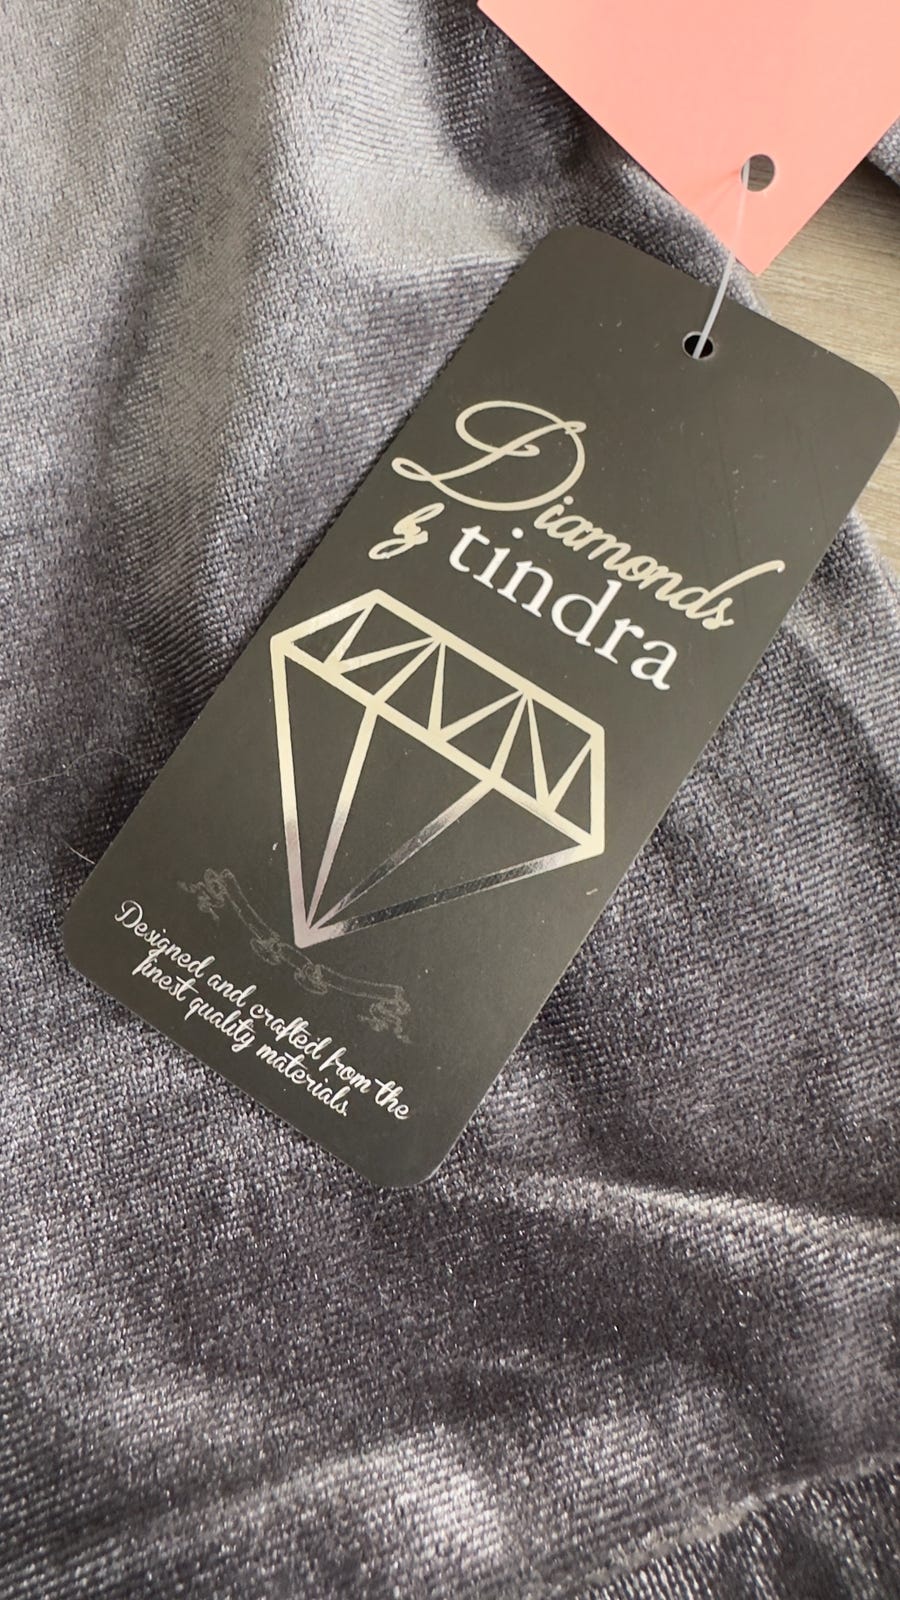 Diamonds
by tindra
Designed and crafted from the
finest quality materials.